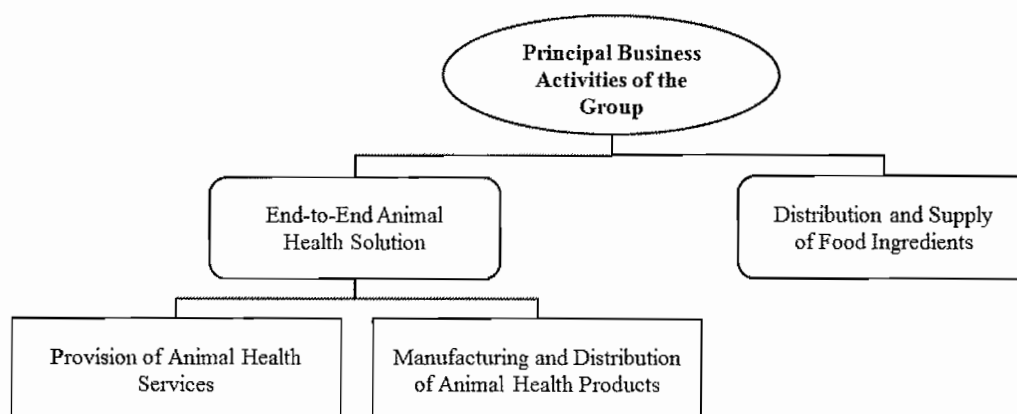 Principal Business
Activities of the
Group
End-to-End Animal
Health Solution
Distribution and Supply
of Food Ingredients
Provision of Animal Health
Services
Manufacturing and Distribution
of Animal Health Products